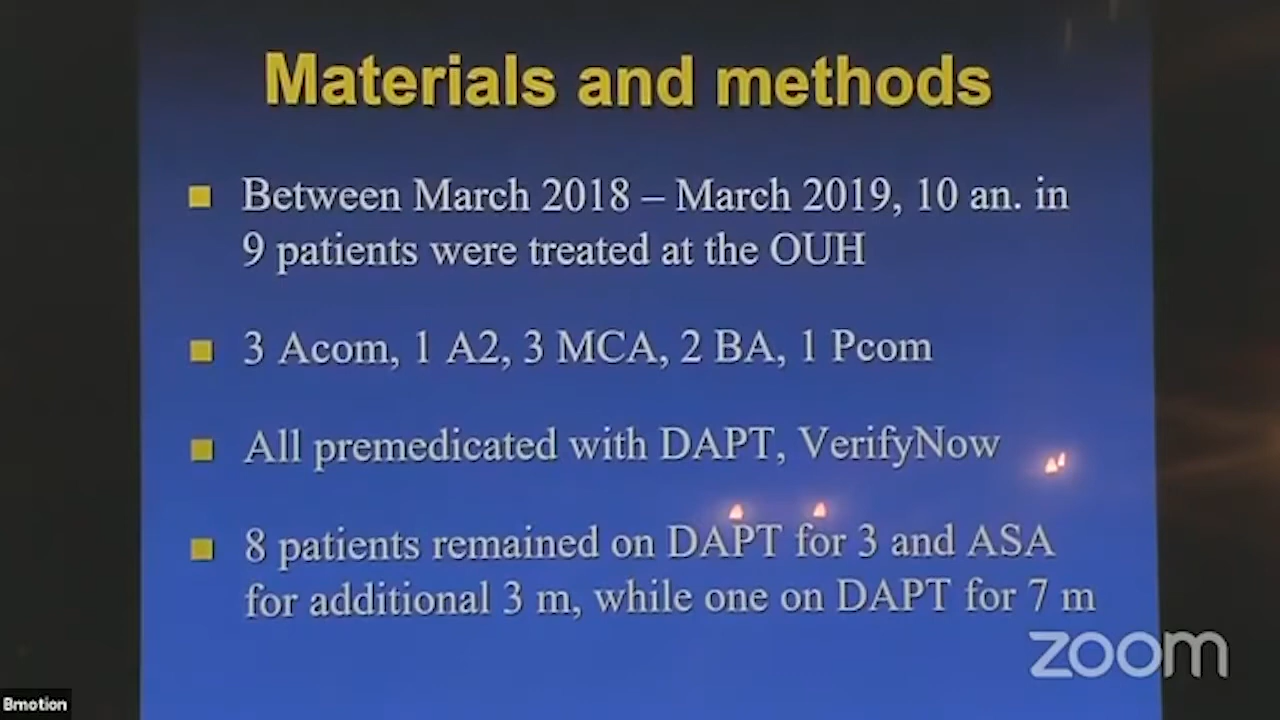 Materials and methods
Between March 2018 – March 2019, 10 an. in
9 patients were treated at the OUH
3 Acom, 1 A2, 3 MCA, 2 BA, 1 Pcom
All premedicated with DAPT, VerifyNow
8 patients remained on DAPT for 3 and ASA
for additional 3 m, while one on DAPT for 7 m
zoom
Bmotion